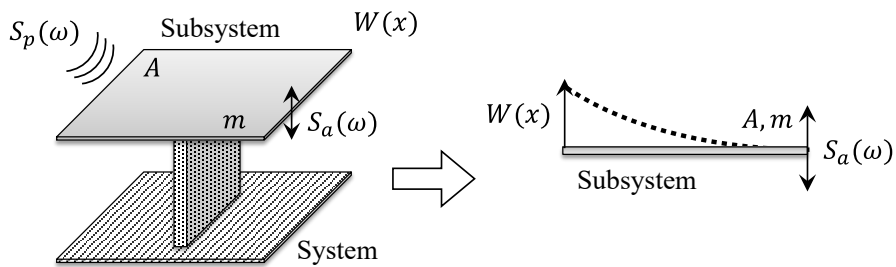 S_p(ω)
Subsystem
W(x)
A
m
S_a(ω)
System
W(x)
A, m
S_a(ω)
Subsystem